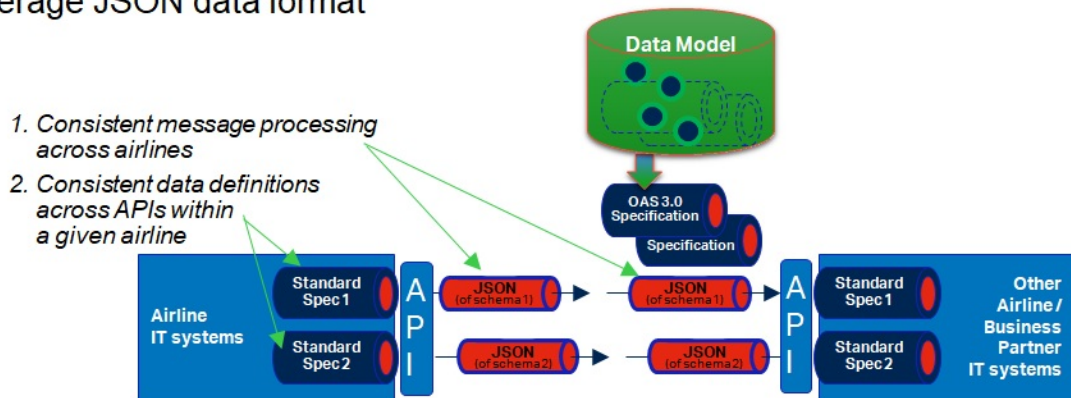 JSON data format
Data Model
1. Consistent message processing
across airlines
2. Consistent data definitions
across APIs within
a given airline
OAS 3.0
Specification
Specification
Airline
IT systems
Standard
Spec 1
Standard
Spec 2
API
JSON
(of schema 1)
JSON
(of schema 1)
JSON
(of schema 2)
JSON
(of schema 2)
API
Standard
Spec 1
Standard
Spec 2
Other
Airline /
Business
Partner
IT systems